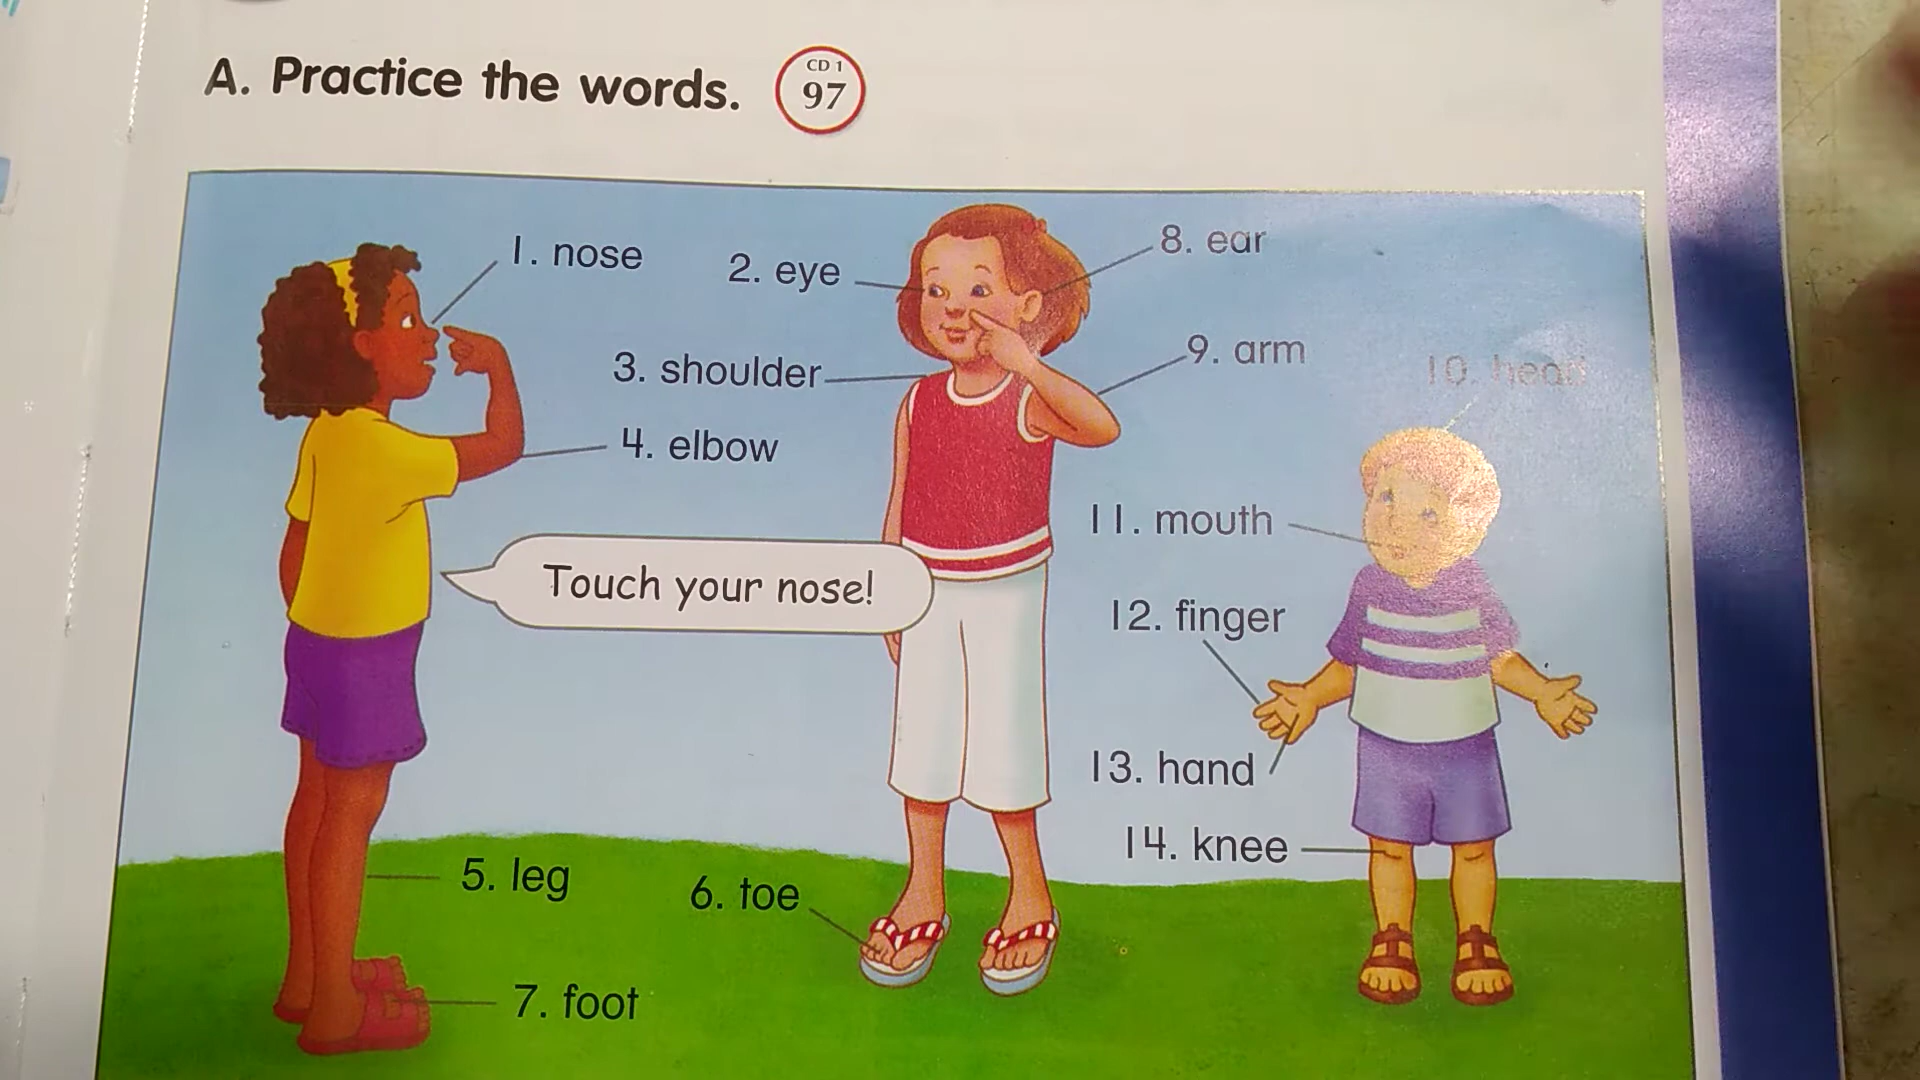 A. Practice the words.
CD 1
97
1. nose
2. eye
3. shoulder
4. elbow
Touch your nose!
5. leg
6. toe
7. foot
8. ear
9. arm
10. head
11. mouth
12. finger
13. hand
14. knee